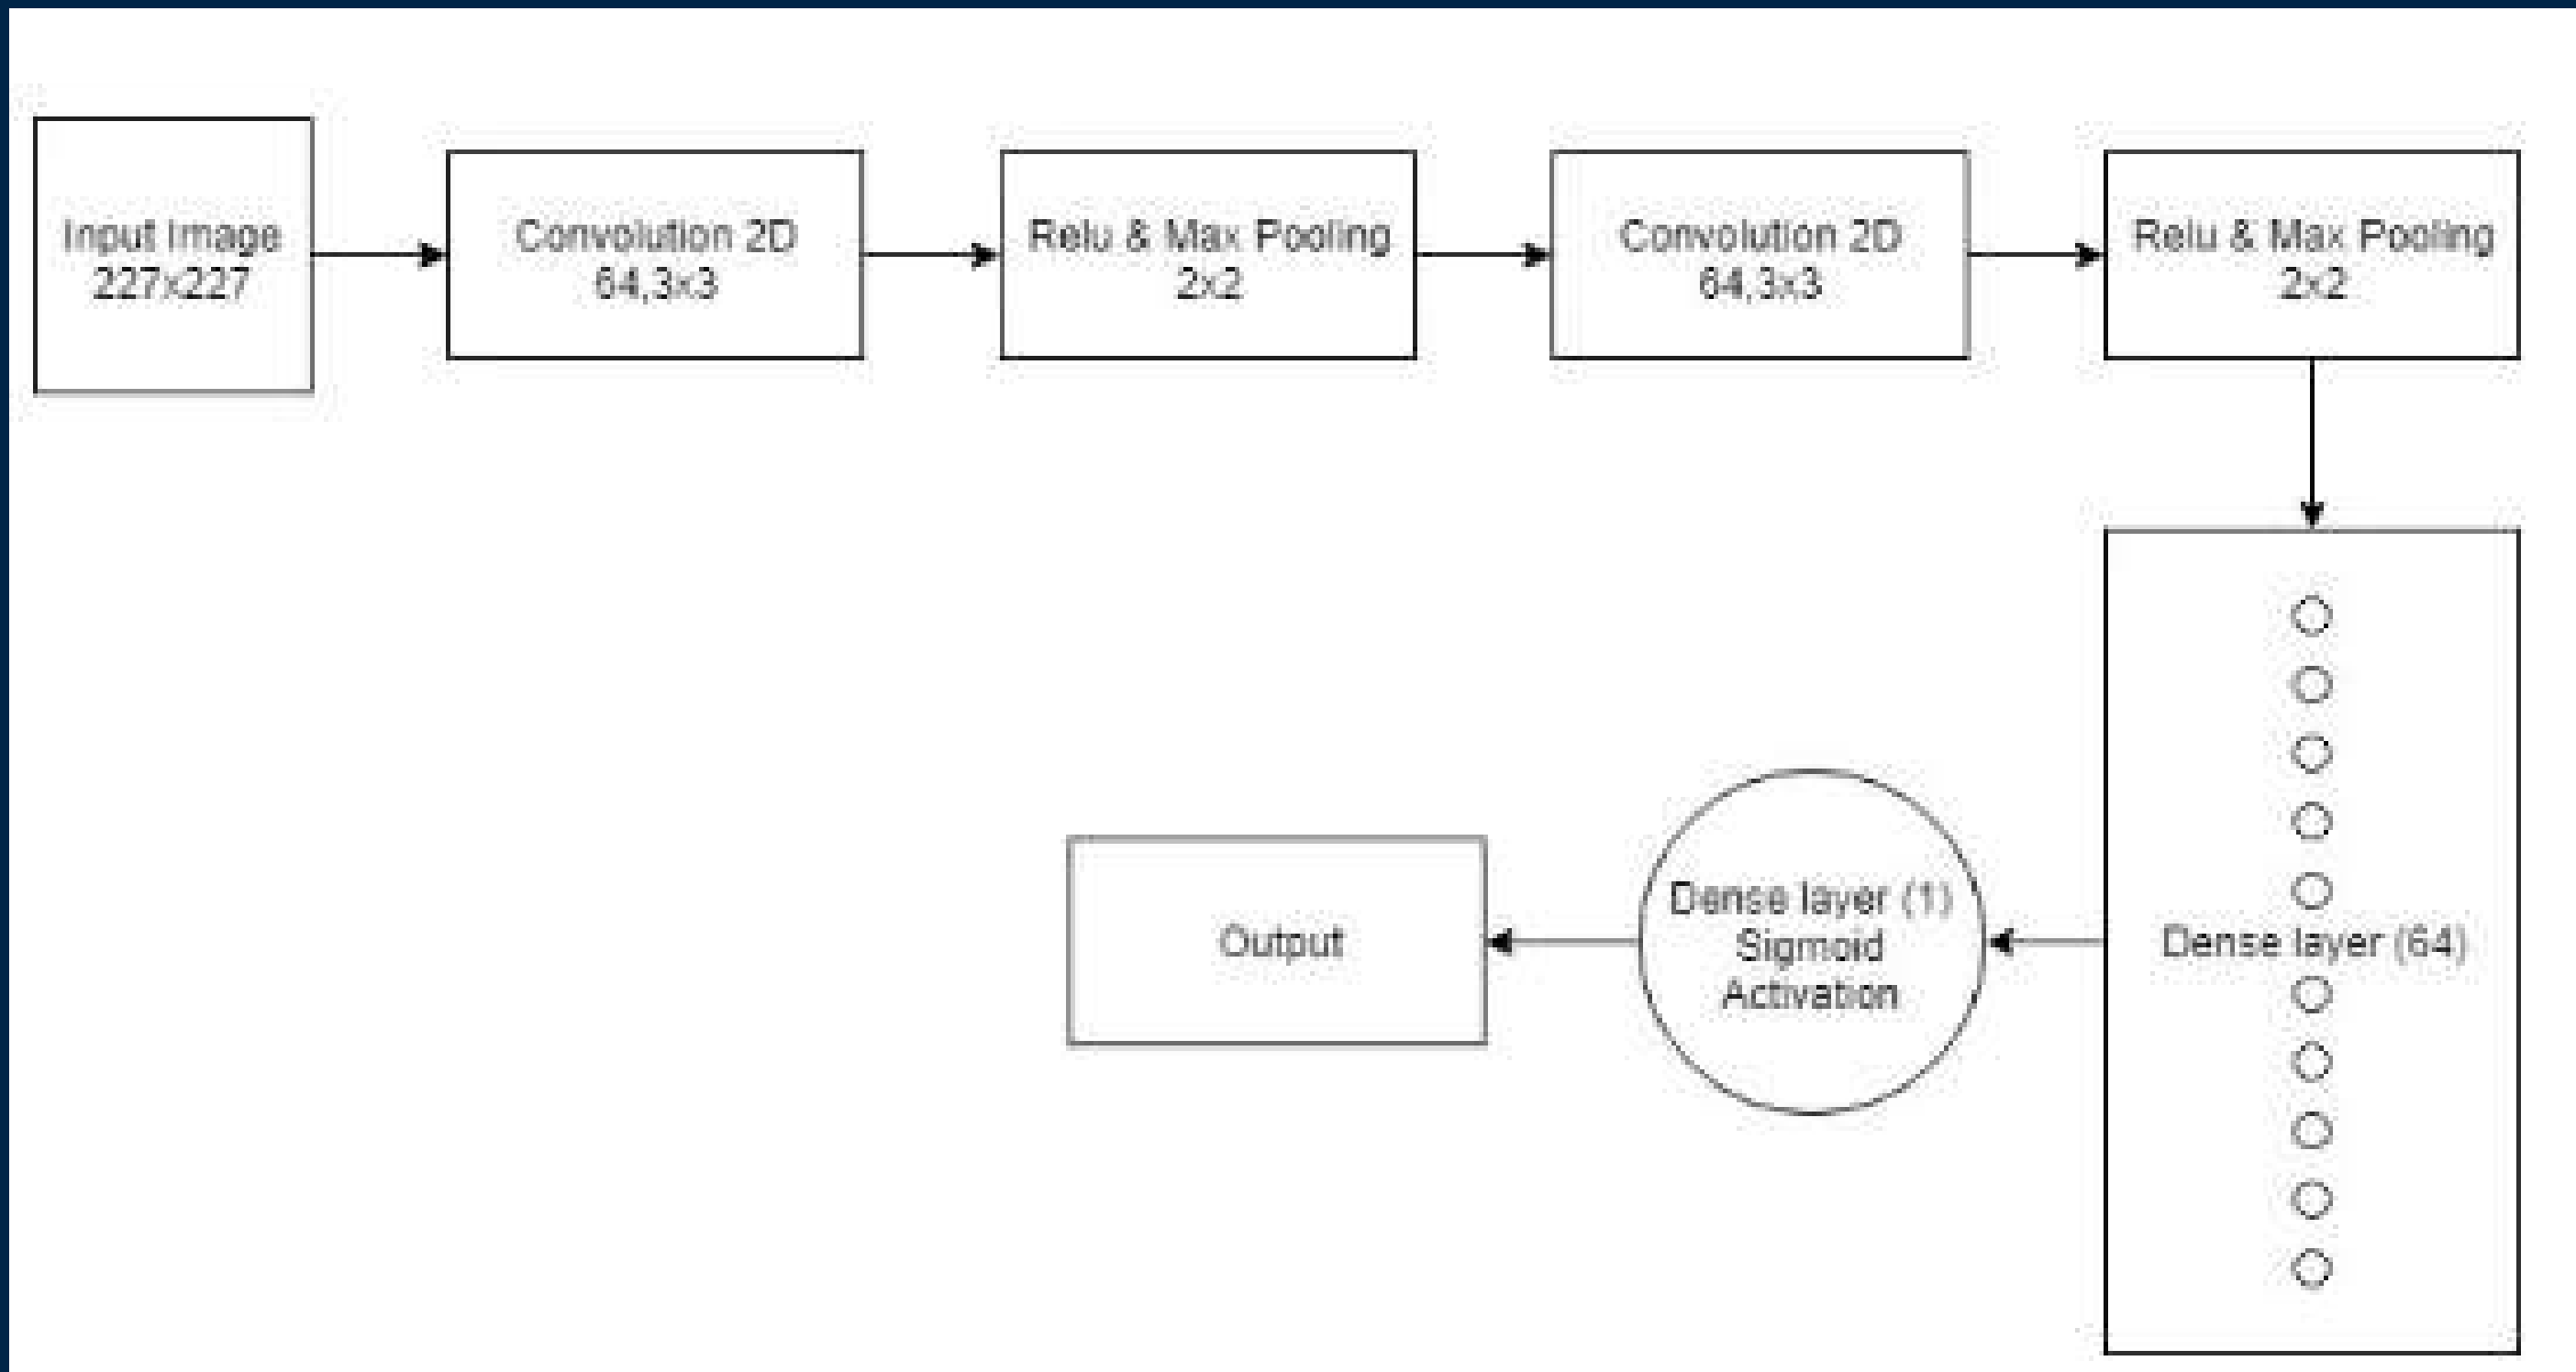 Input Image
227x227
Convolution 2D
64,3x3
Relu & Max Pooling
2x2
Convolution 2D
64,3x3
Relu & Max Pooling
2x2
Dense layer (64)
Dense layer (1)
Sigmoid
Activation
Output